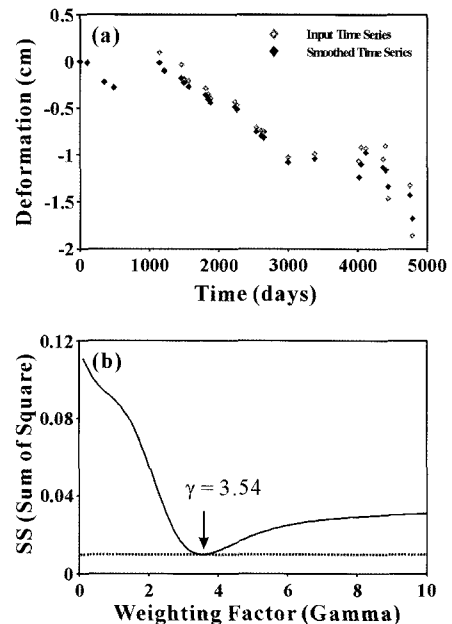 (a)
Input Time Series
Smoothed Time Series
0.5
0
-0.5
-1
-1.5
-2
Deformation (cm)
0
1000
2000
3000
4000
5000
Time (days)
(b)
0.12
0.08
0.04
0
SS (Sum of Square)
γ = 3.54
0
2
4
6
8
10
Weighting Factor (Gamma)